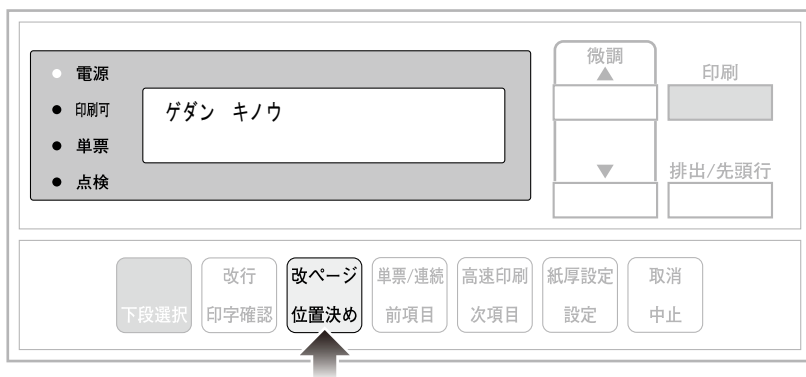 電源
印刷可
単票
点検
ゲダン キノウ
微調
▲
▼
印刷
排出/先頭行
下段選択
改行
印字確認
改ページ
位置決め
単票/連続
前項目
高速印刷
次項目
紙厚設定
設定
取消
中止